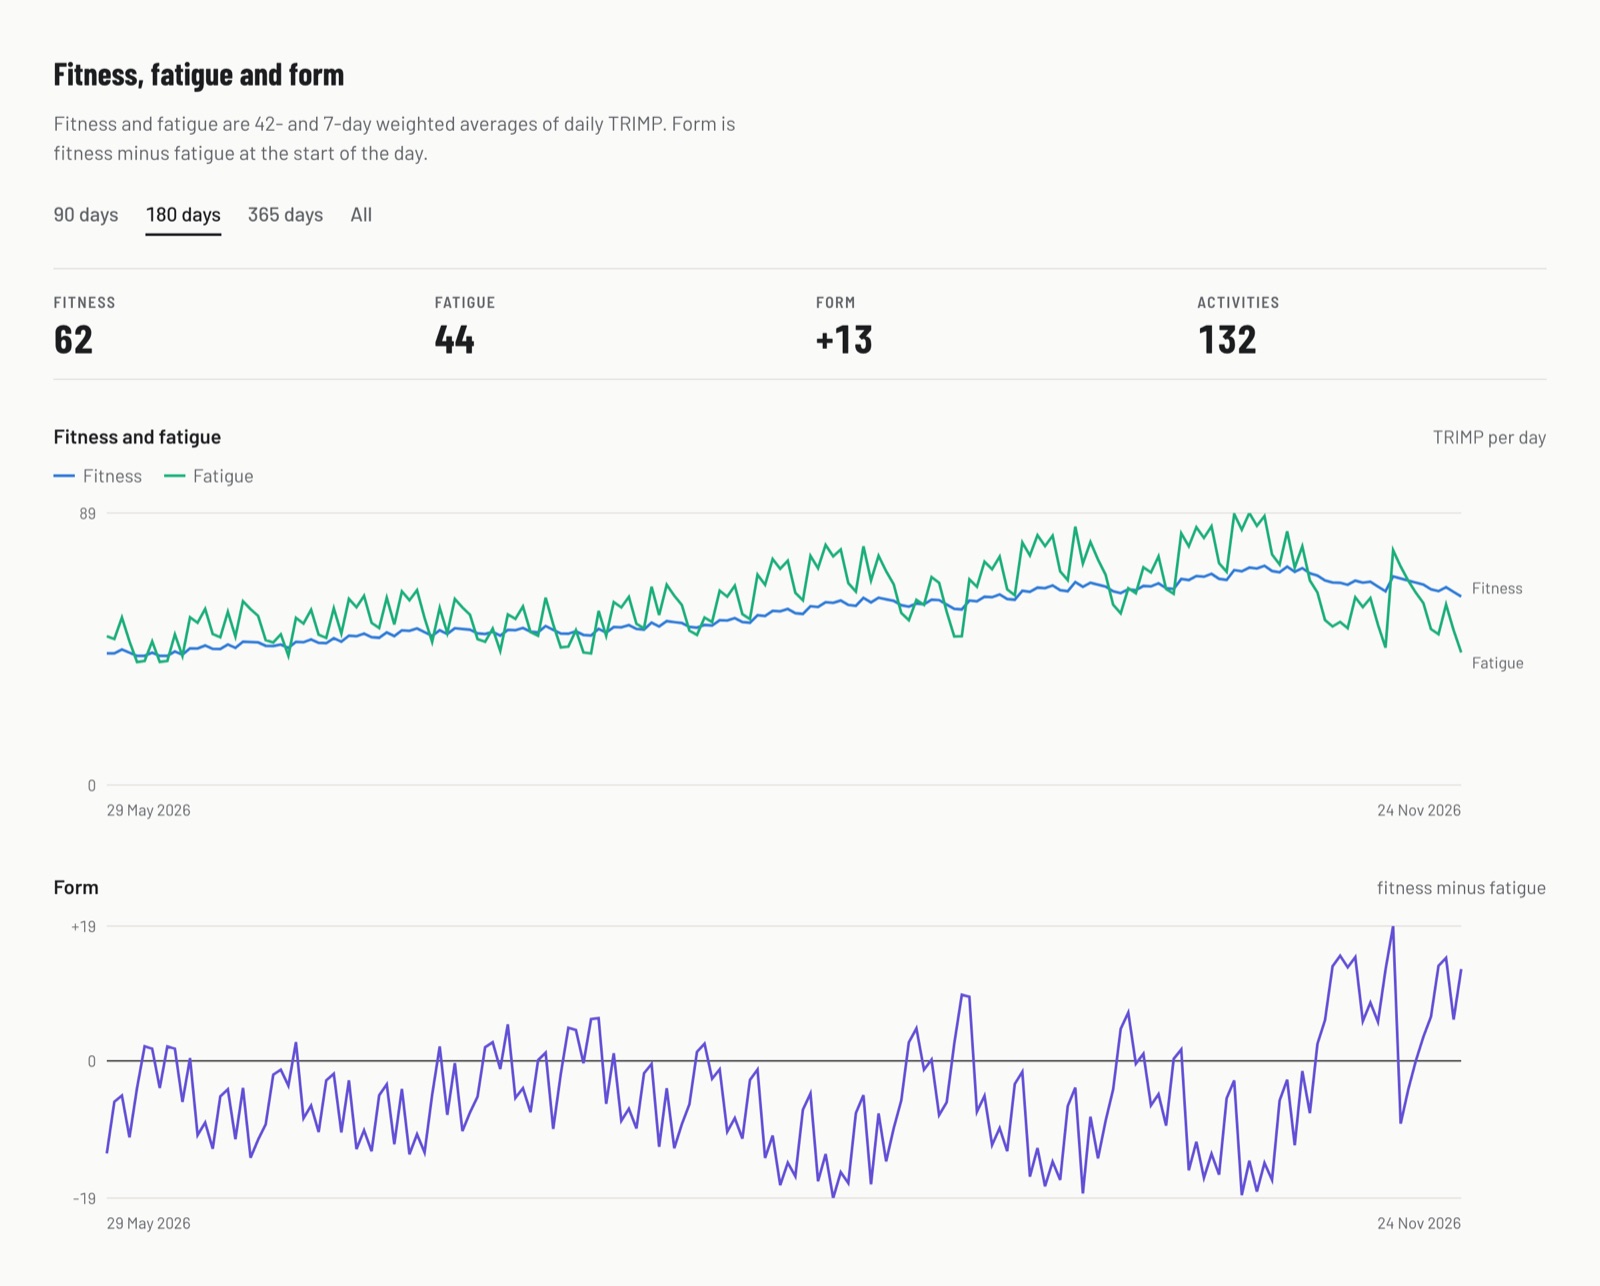 Fitness, fatigue and form
Fitness and fatigue are 42- and 7-day weighted averages of daily TRIMP. Form is
fitness minus fatigue at the start of the day.
90 days 180 days 365 days All
FITNESS FATIGUE FORM ACTIVITIES
62 44 +13 132
Fitness and fatigue TRIMP per day
Fitness Fatigue
89
Fitness
Fatigue
0
29 May 2026 24 Nov 2026
Form fitness minus fatigue
+19
0
-19
29 May 2026 24 Nov 2026